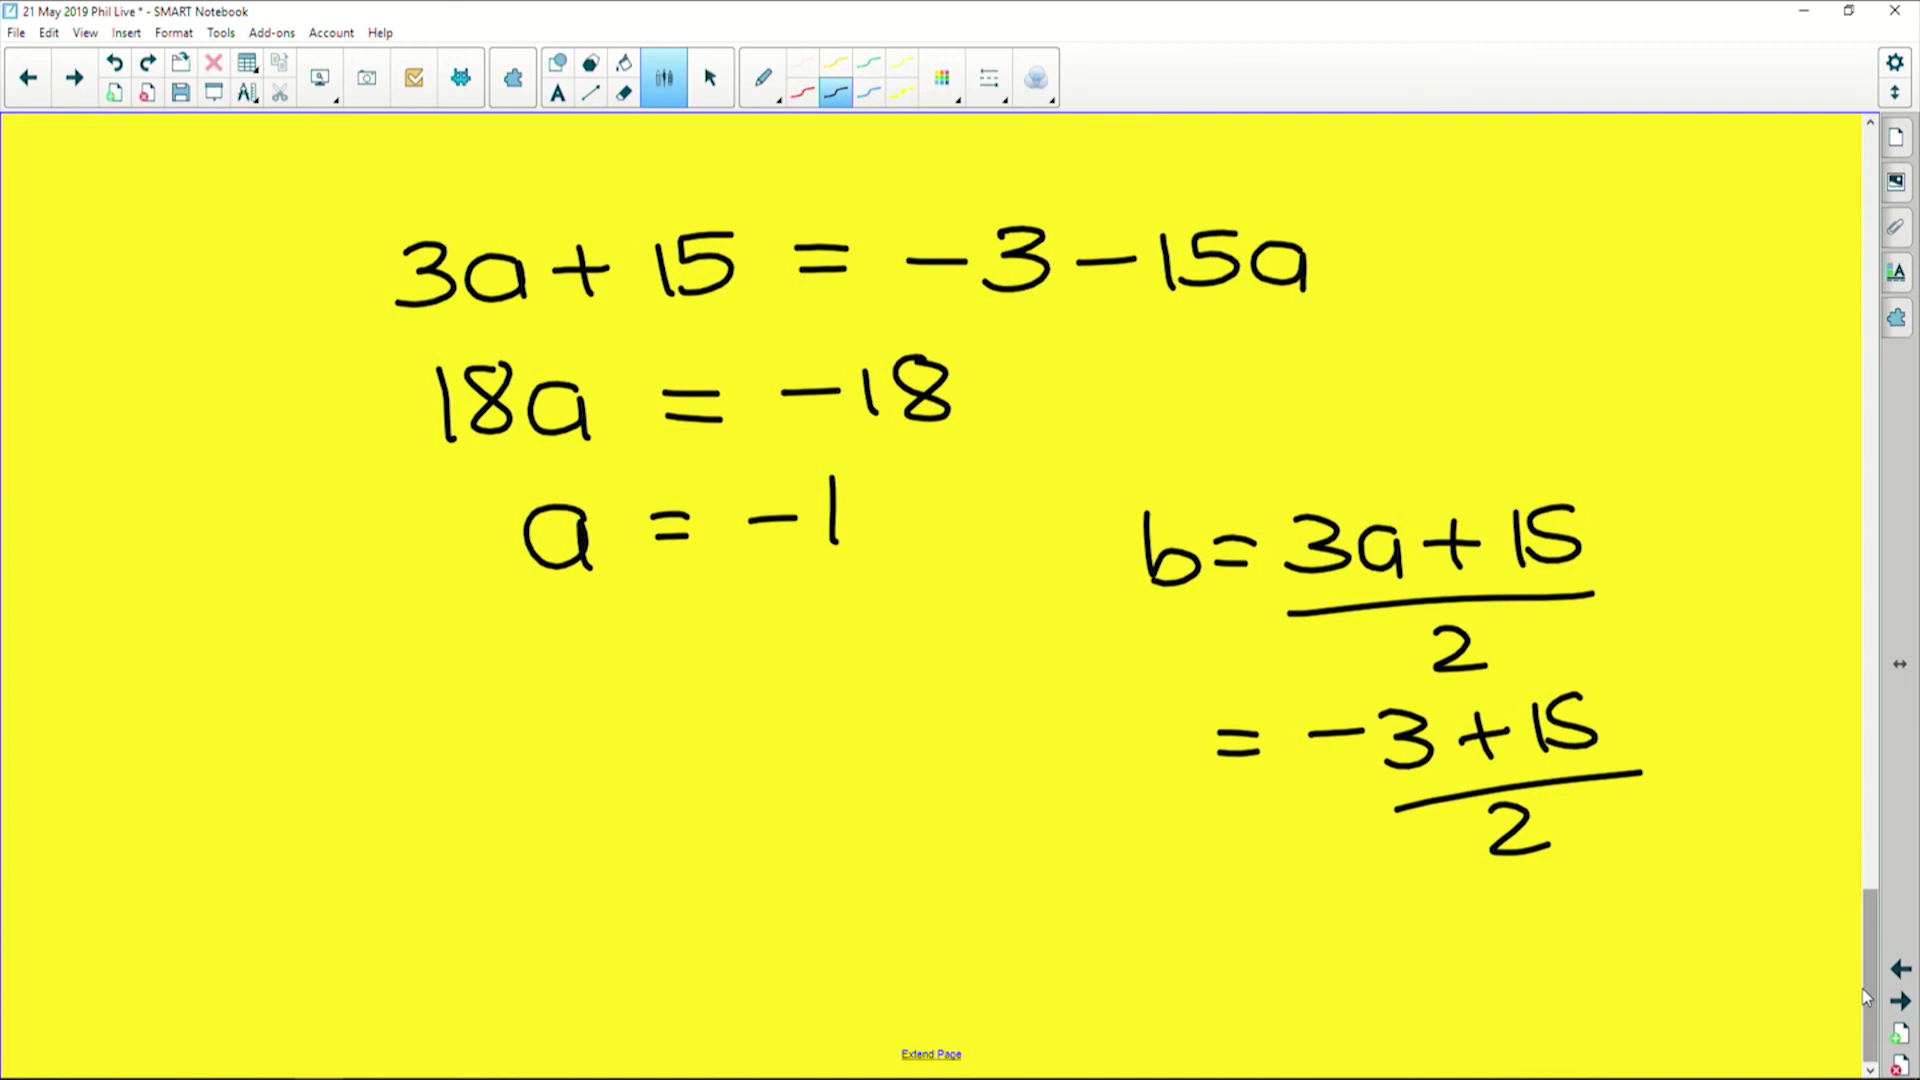 21 May 2019 Phil Live * - SMART Notebook
File Edit View Insert Format Tools Add-ons Account Help
3a + 15 = -3 - 15a
18a = -18
a = -1
b = 3a + 15
2
= -3 + 15
2
Extend Page